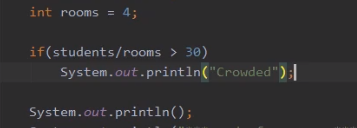 int rooms = 4;
if(students/rooms > 30)
System.out.println("Crowded");
System.out.println();